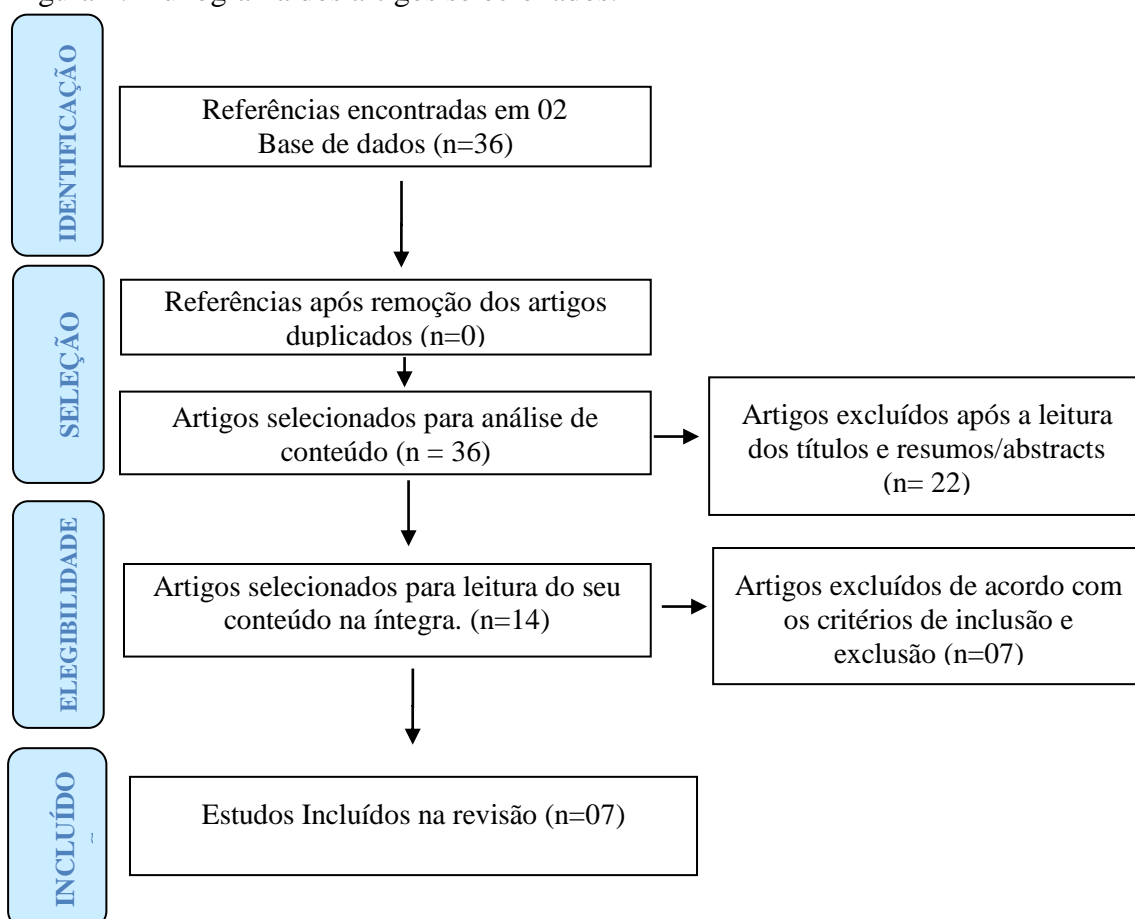 IDENTIFICAÇÃO
Referências encontradas em 02
Base de dados (n=36)
SELEÇÃO
Referências após remoção dos artigos
duplicados (n=0)
Artigos selecionados para análise de
conteúdo (n = 36)
Artigos excluídos após a leitura
dos títulos e resumos/abstracts
(n= 22)
ELEGIBILIDADE
Artigos selecionados para leitura do seu
conteúdo na íntegra. (n=14)
Artigos excluídos de acordo com
os critérios de inclusão e
exclusão (n=07)
INCLUÍDO
Estudos Incluídos na revisão (n=07)